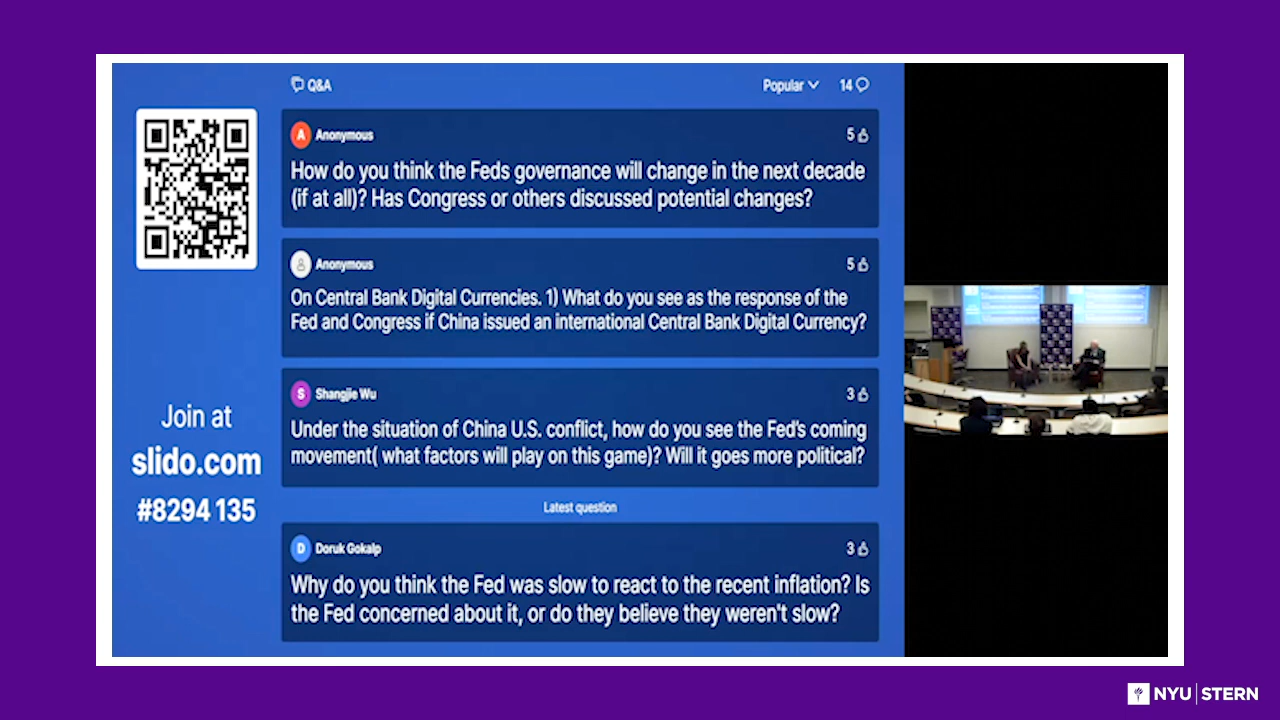 Q&A
Popular
14
A
Anonymous
5
How do you think the Feds governance will change in the next decade
(if at all)? Has Congress or others discussed potential changes?
Anonymous
5
On Central Bank Digital Currencies. 1) What do you see as the response of the
Fed and Congress if China issued an international Central Bank Digital Currency?
S
Shangjie Wu
3
Under the situation of China U.S. conflict, how do you see the Fed's coming
movement( what factors will play on this game)? Will it goes more political?
Latest question
D
Doruk Gokalp
3
Why do you think the Fed was slow to react to the recent inflation? Is
the Fed concerned about it, or do they believe they weren't slow?
Join at
slido.com
#8294 135
NYU STERN